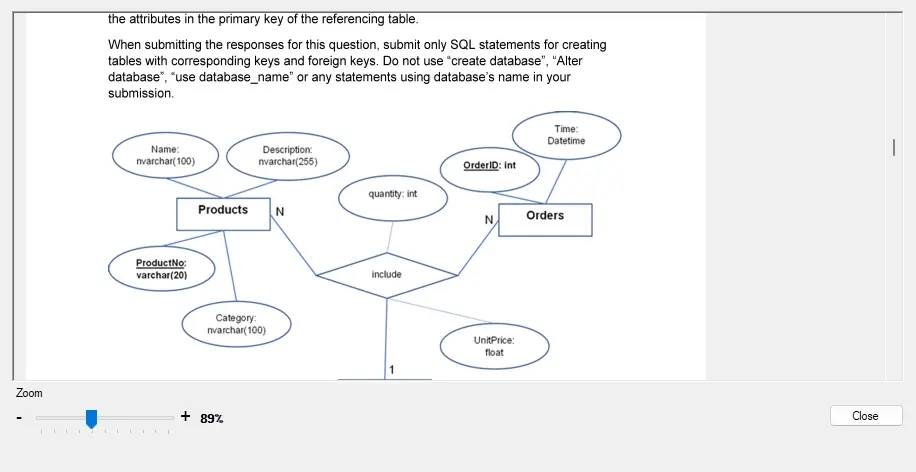 the attributes in the primary key of the referencing table.
When submitting the responses for this question, submit only SQL statements for creating
tables with corresponding keys and foreign keys. Do not use “create database”, “Alter
database”, “use database_name” or any statements using database’s name in your
submission.
Time:
Datetime
Name:
nvarchar(100)
Description:
nvarchar(255)
OrderID: int
quantity: int
Products
N
N
Orders
ProductNo:
varchar(20)
include
Category:
nvarchar(100)
UnitPrice:
float
1
Zoom
- + 89%
Close